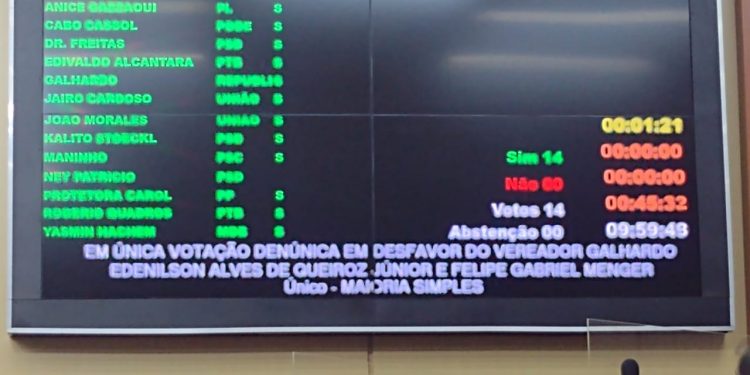 ANICE GAZZAOUI PL S
CABO CASSOL PODE S
DR. FREITAS PSD S
EDIVALDO ALCANTARA PTB S
GALHARDO REPUBLIC
JAIRO CARDOSO UNIÃO S
JOAO MORALES UNIÃO S 00:01:21
KALITO STOECKL PSD S 00:00:00
MANINHO PSC S Sim 14
NEY PATRICIO PSD Não 00 00:00:00
PROTETORA CAROL PP S 00:45:32
ROGERIO QUADROS PTB S Votos 14
YASMIN HACHEM MDB S Abstenção 00 09:59:43
EM ÚNICA VOTAÇÃO DENÚNICA EM DESFAVOR DO VEREADOR GALHARDO
EDENILSON ALVES DE QUEIROZ JÚNIOR E FELIPE GABRIEL MENGER
Único - MAIORIA SIMPLES